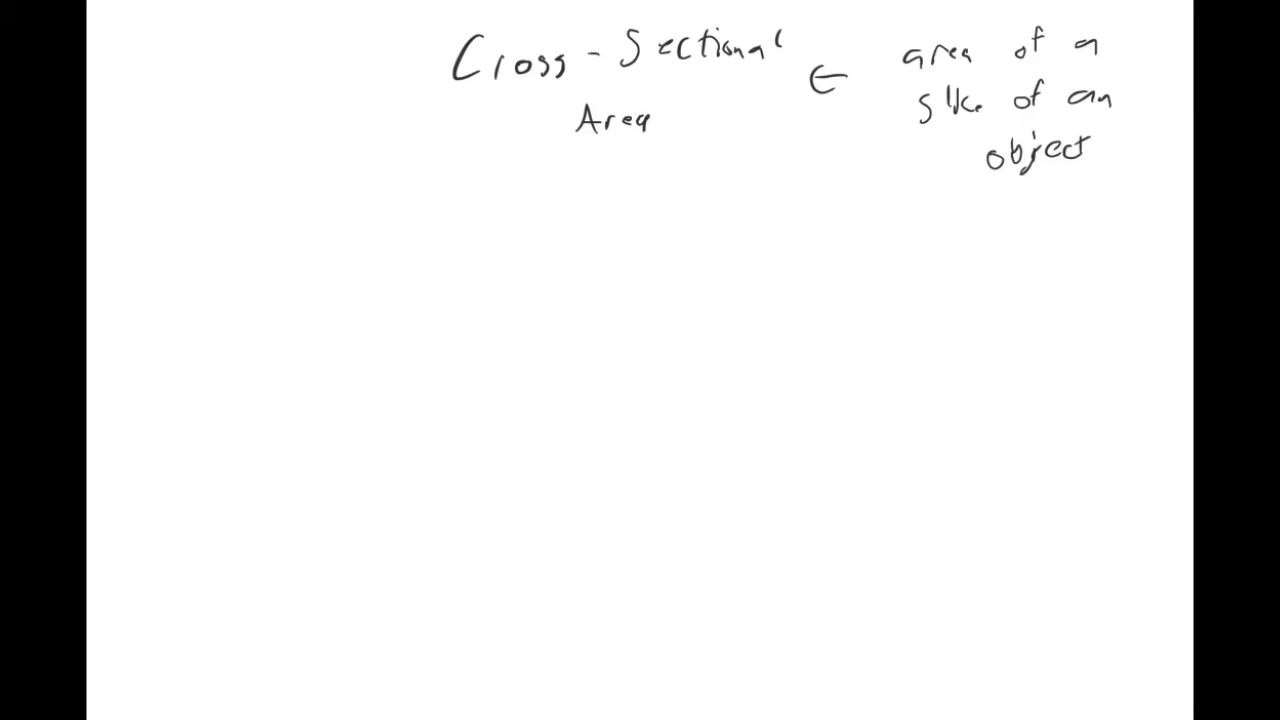 Cross-Sectional
Area
←
area of a
slice of an
object